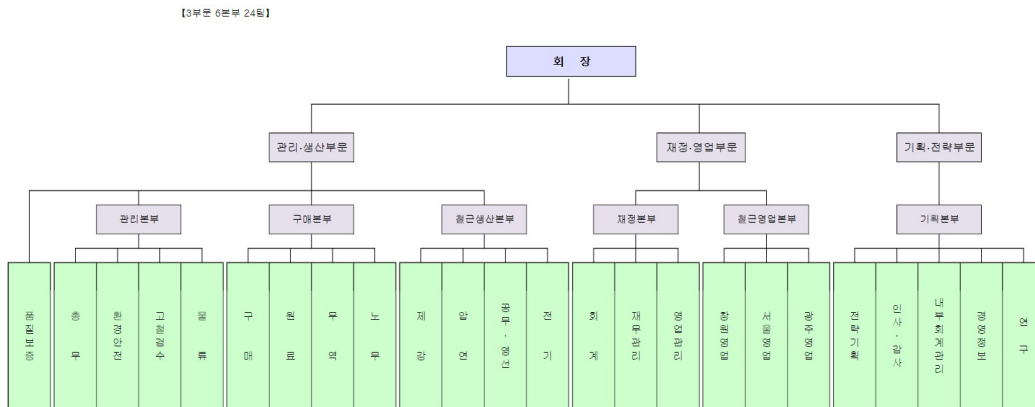 【3부문 6본부 24팀】
회 장
관리·생산부문
재정·영업부문
기획·전략부문
관리본부
구매본부
철근생산본부
재정본부
철근영업본부
기획본부
품질보증
총무
환경안전
고철검수
물류
구매
원료
무역
노무
제강
압연
공무·영선
전기
회계
재무관리
영업관리
창원영업
서울영업
광주영업
전략기획
인사·감사
내부회계관리
경영정보
연구